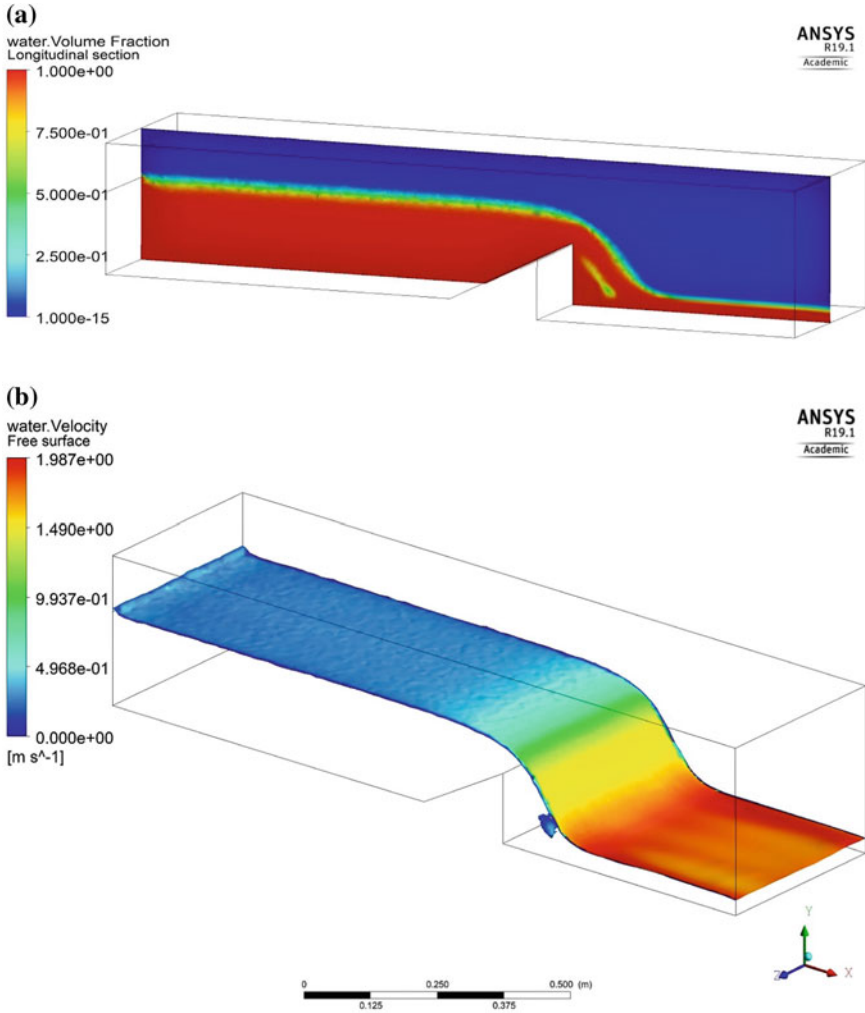 (a)
water.Volume Fraction
Longitudinal section
1.000e+00
7.500e-01
5.000e-01
2.500e-01
1.000e-15
ANSYS
R19.1
Academic
(b)
water.Velocity
Free surface
1.987e+00
1.490e+00
9.937e-01
4.968e-01
0.000e+00
[m s^-1]
ANSYS
R19.1
Academic
Y
Z
X
0 0.250 0.500 (m)
0.125 0.375